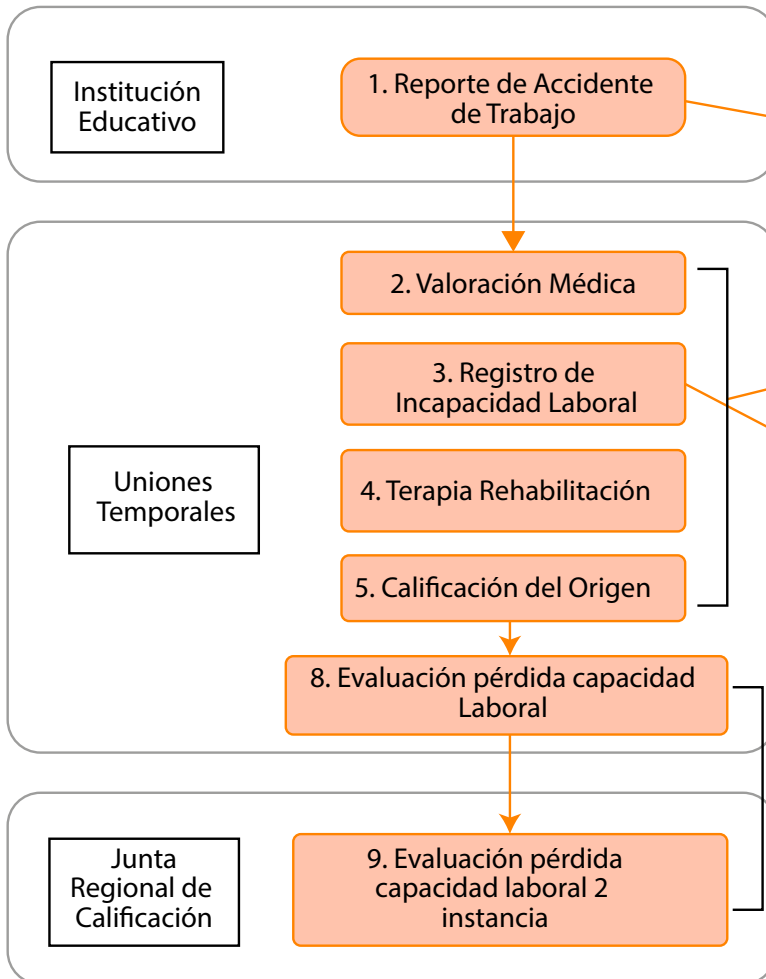 Institución
Educativo
1. Reporte de Accidente
de Trabajo
2. Valoración Médica
3. Registro de
Incapacidad Laboral
Uniones
Temporales
4. Terapia Rehabilitación
5. Calificación del Origen
8. Evaluación pérdida capacidad
Laboral
Junta
Regional de
Calificación
9. Evaluación pérdida
capacidad laboral 2
instancia